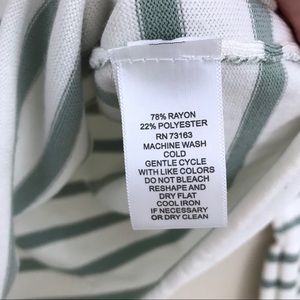 78% RAYON
22% POLYESTER
RN 73163
MACHINE WASH
COLD
GENTLE CYCLE
WITH LIKE COLORS
DO NOT BLEACH
RESHAPE AND
DRY FLAT
COOL IRON
IF NECESSARY
OR DRY CLEAN